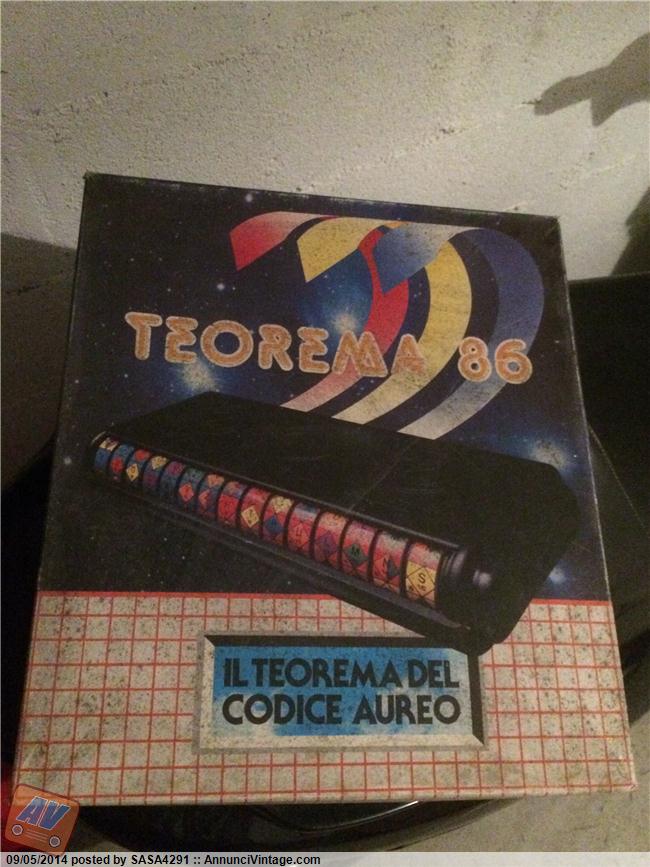 TEOREMA 86
S
IL TEOREMA DEL
CODICE AUREO
AV
09/05/2014 posted by SASA4291 :: AnnunciVintage.com